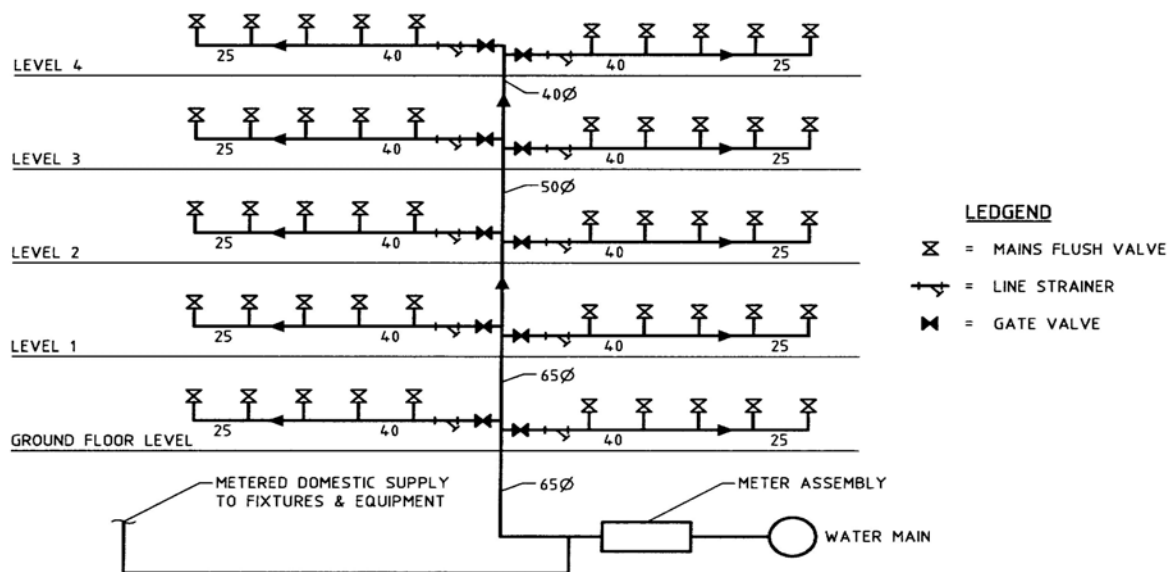 25 40 40 25
LEVEL 4
40Ø
25 40 40 25
LEVEL 3
50Ø
25 40 40 25
LEVEL 2
25 40 40 25
LEVEL 1
65Ø
25 40 40 25
GROUND FLOOR LEVEL
65Ø
METERED DOMESTIC SUPPLY
TO FIXTURES & EQUIPMENT
METER ASSEMBLY
WATER MAIN
LEDGEND
= MAINS FLUSH VALVE
= LINE STRAINER
= GATE VALVE